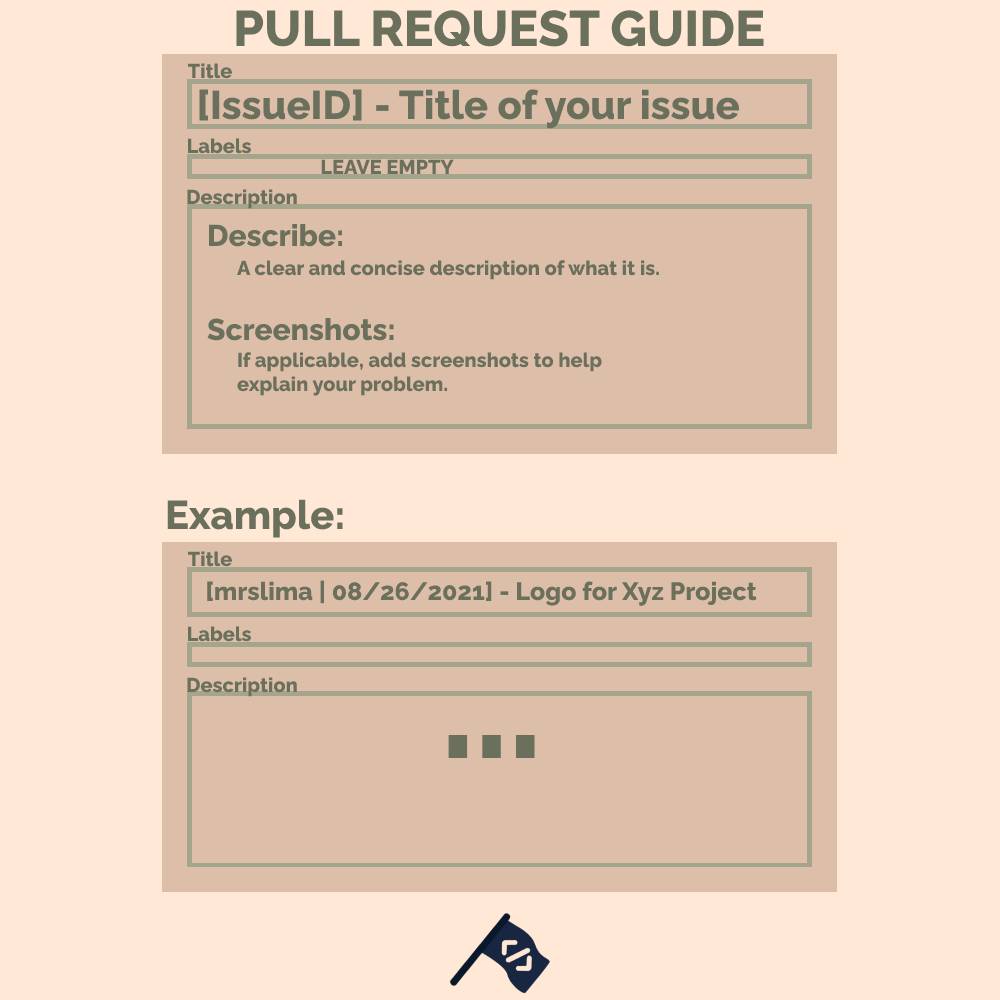 PULL REQUEST GUIDE
Title
[IssueID] - Title of your issue
Labels
LEAVE EMPTY
Description
Describe:
A clear and concise description of what it is.
Screenshots:
If applicable, add screenshots to help
explain your problem.
Example:
Title
[mrslima | 08/26/2021] - Logo for Xyz Project
Labels
Description
...